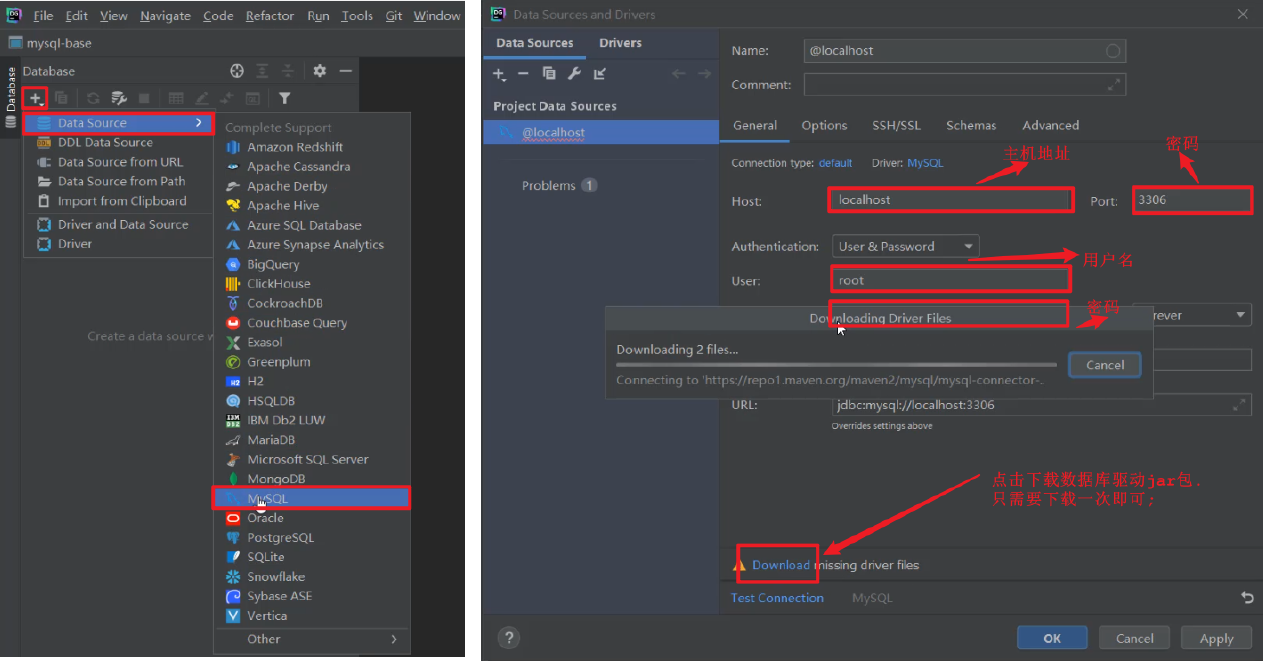 File Edit View Navigate Code Refactor Run Tools Git Window
mysql-base
Database
Database
Data Source
DDL Data Source
Data Source from URL
Data Source from Path
Import from Clipboard
Driver and Data Source
Driver
Create a data source w
Complete Support
Amazon Redshift
Apache Cassandra
Apache Derby
Apache Hive
Azure SQL Database
Azure Synapse Analytics
BigQuery
ClickHouse
CockroachDB
Couchbase Query
Exasol
Greenplum
H2
HSQLDB
IBM Db2 LUW
MariaDB
Microsoft SQL Server
MongoDB
MySQL
Oracle
PostgreSQL
SQLite
Snowflake
Sybase ASE
Vertica
Other
Data Sources and Drivers
Data Sources Drivers
Project Data Sources
@localhost
Problems 1
Name: @localhost
Comment:
General Options SSH/SSL Schemas Advanced
Connection type: default Driver: MySQL
主机地址
密码
Host: localhost Port: 3306
Authentication: User & Password
用户名
User: root
密码
rever
Downloading Driver Files
Downloading 2 files...
Cancel
Connecting to 'https://repo1.maven.org/maven2/mysql/mysql-connector-..
URL: jdbc:mysql://localhost:3306
Overrides settings above
点击下载数据库驱动jar包.
只需要下载一次即可;
Download missing driver files
Test Connection MySQL
?
OK Cancel Apply